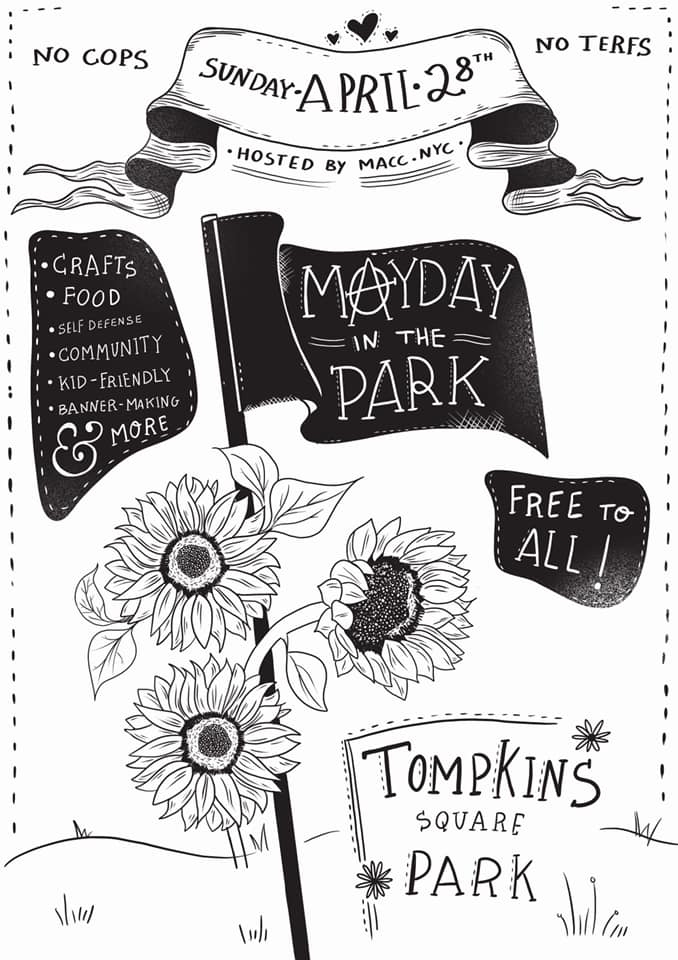 NO COPS
NO TERFS
SUNDAY·APRIL·28TH
·HOSTED BY MACC.NYC·
• CRAFTS
• FOOD
• SELF DEFENSE
• COMMUNITY
• KID-FRIENDLY
• BANNER-MAKING
& MORE
MAYDAY
IN THE
PARK
FREE TO
ALL!
TOMPKINS
SQUARE
PARK